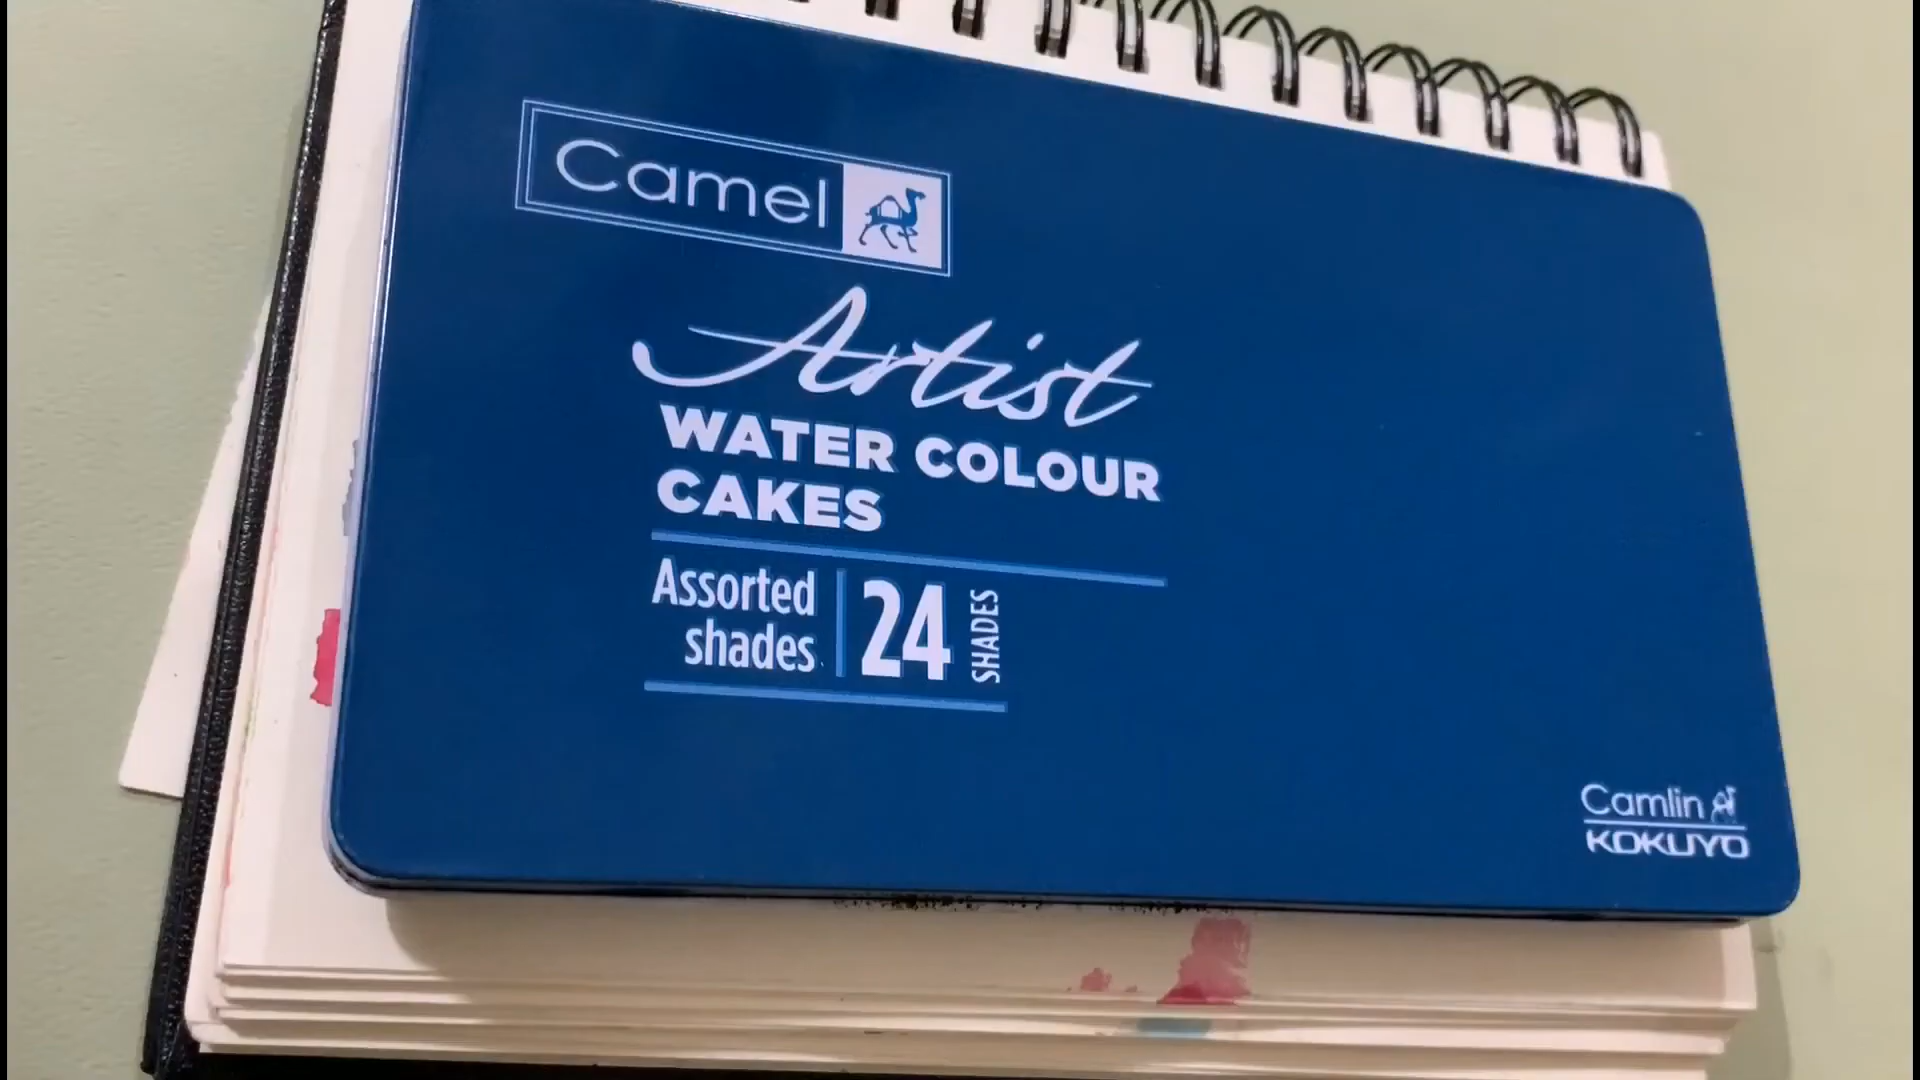 Camel
Artist
WATER COLOUR
CAKES
Assorted
shades
24
SHADES
Camlin
KOKUYO